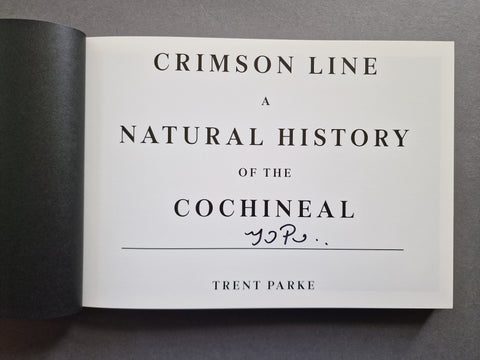 CRIMSON LINE
A
NATURAL HISTORY
OF THE
COCHINEAL
TRENT PARKE